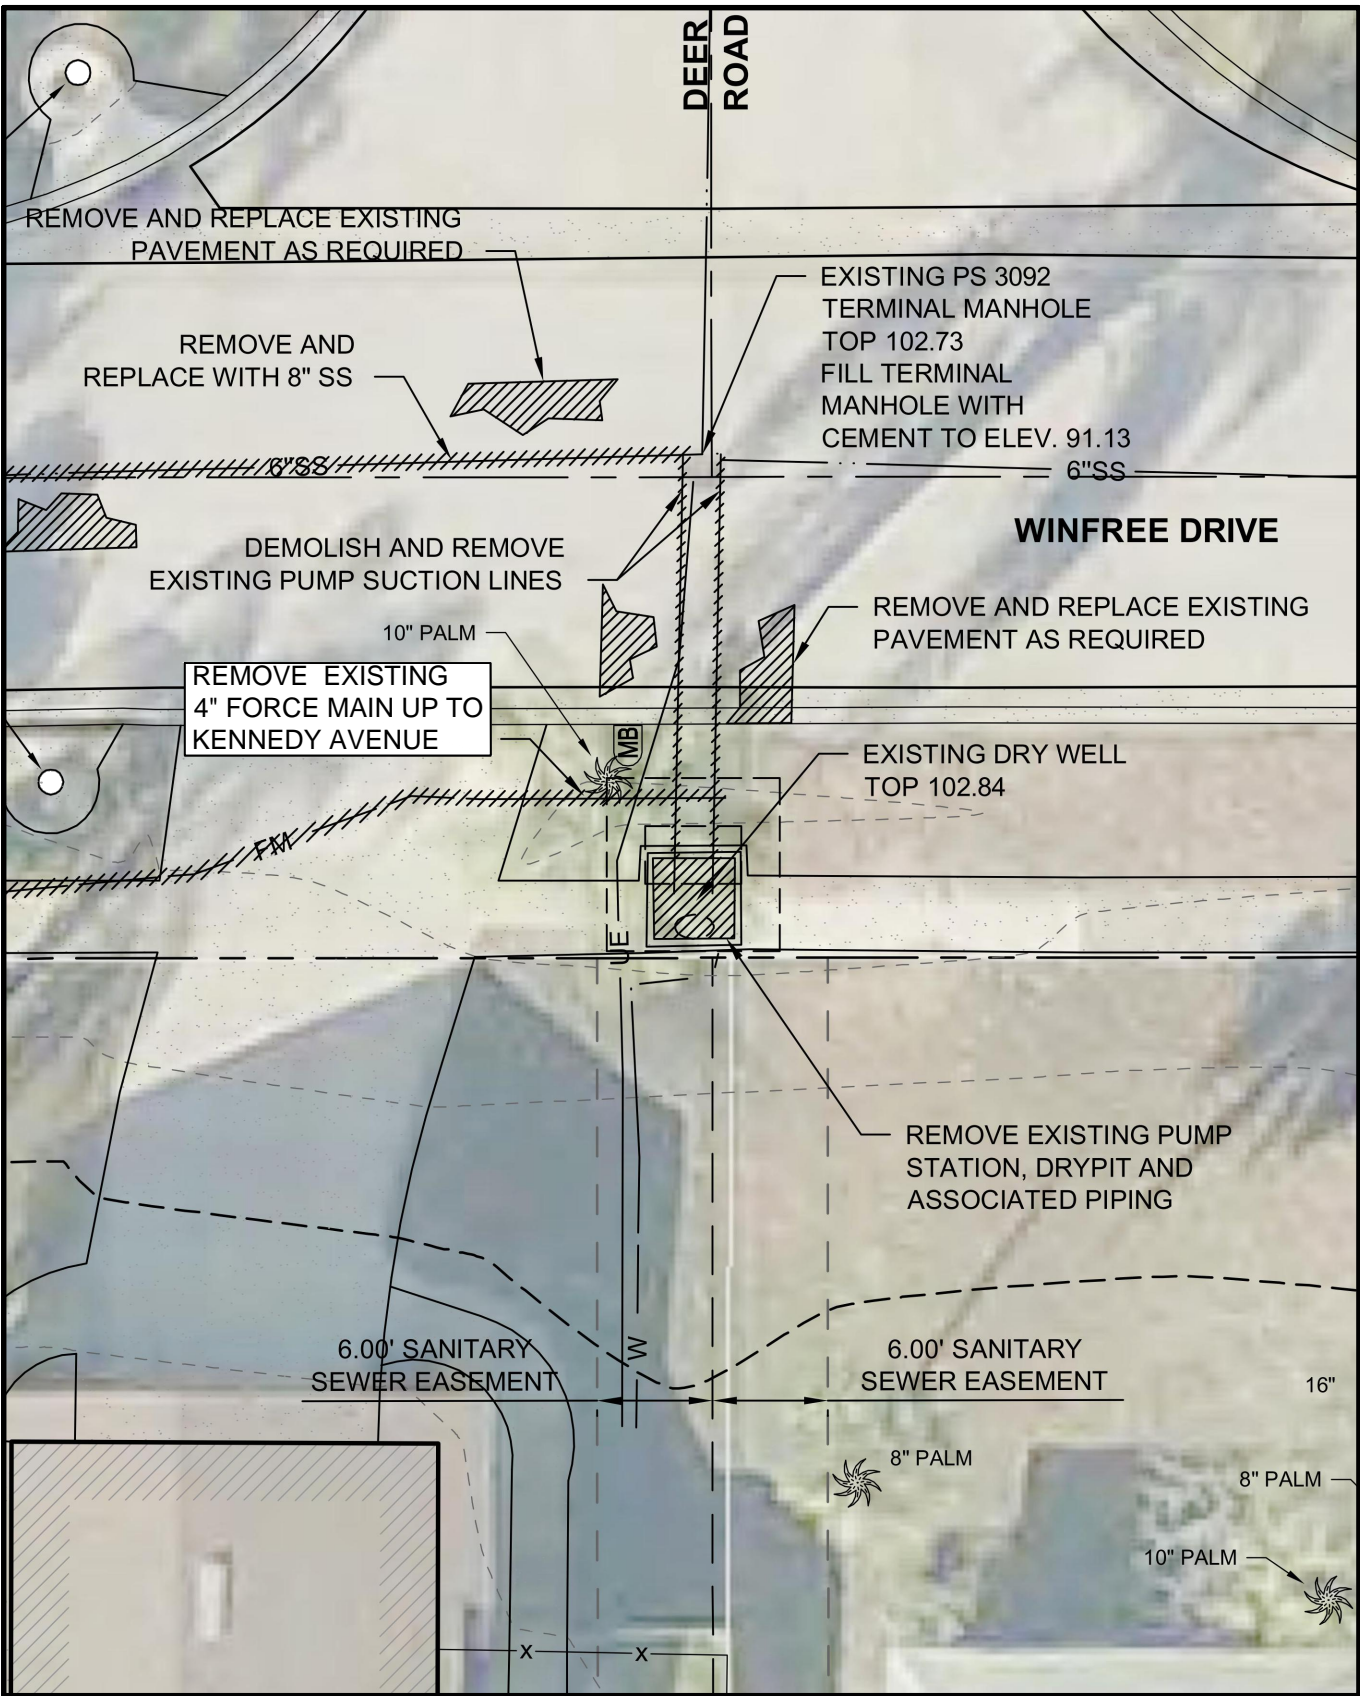 DEER
ROAD
REMOVE AND REPLACE EXISTING
PAVEMENT AS REQUIRED
EXISTING PS 3092
TERMINAL MANHOLE
TOP 102.73
FILL TERMINAL
MANHOLE WITH
CEMENT TO ELEV. 91.13
REMOVE AND
REPLACE WITH 8" SS
6"SS
6"SS
WINFREE DRIVE
DEMOLISH AND REMOVE
EXISTING PUMP SUCTION LINES
REMOVE AND REPLACE EXISTING
PAVEMENT AS REQUIRED
10" PALM
REMOVE EXISTING
4" FORCE MAIN UP TO
KENNEDY AVENUE
MB
EXISTING DRY WELL
TOP 102.84
FM
UE
REMOVE EXISTING PUMP
STATION, DRYPIT AND
ASSOCIATED PIPING
W
6.00' SANITARY
SEWER EASEMENT
6.00' SANITARY
SEWER EASEMENT
16"
8" PALM
8" PALM
10" PALM
X
X